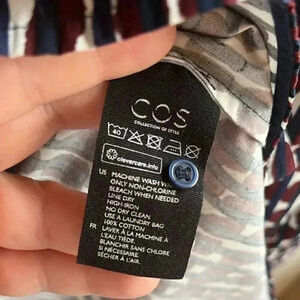 COS
COLLECTION OF STYLE
40
clevercare.info
US MACHINE WASH W
ONLY NON-CHLORINE
BLEACH WHEN NEEDED
LINE DRY
HIGH IRON
NO DRY CLEAN
USE A LAUNDRY BAG
100% COTTON
FR LAVER À LA MACHINE À
L'EAU TIÈDE.
BLANCHIR SANS CHLORE
SI NÉCESSAIRE.
SÉCHER À L'AIR